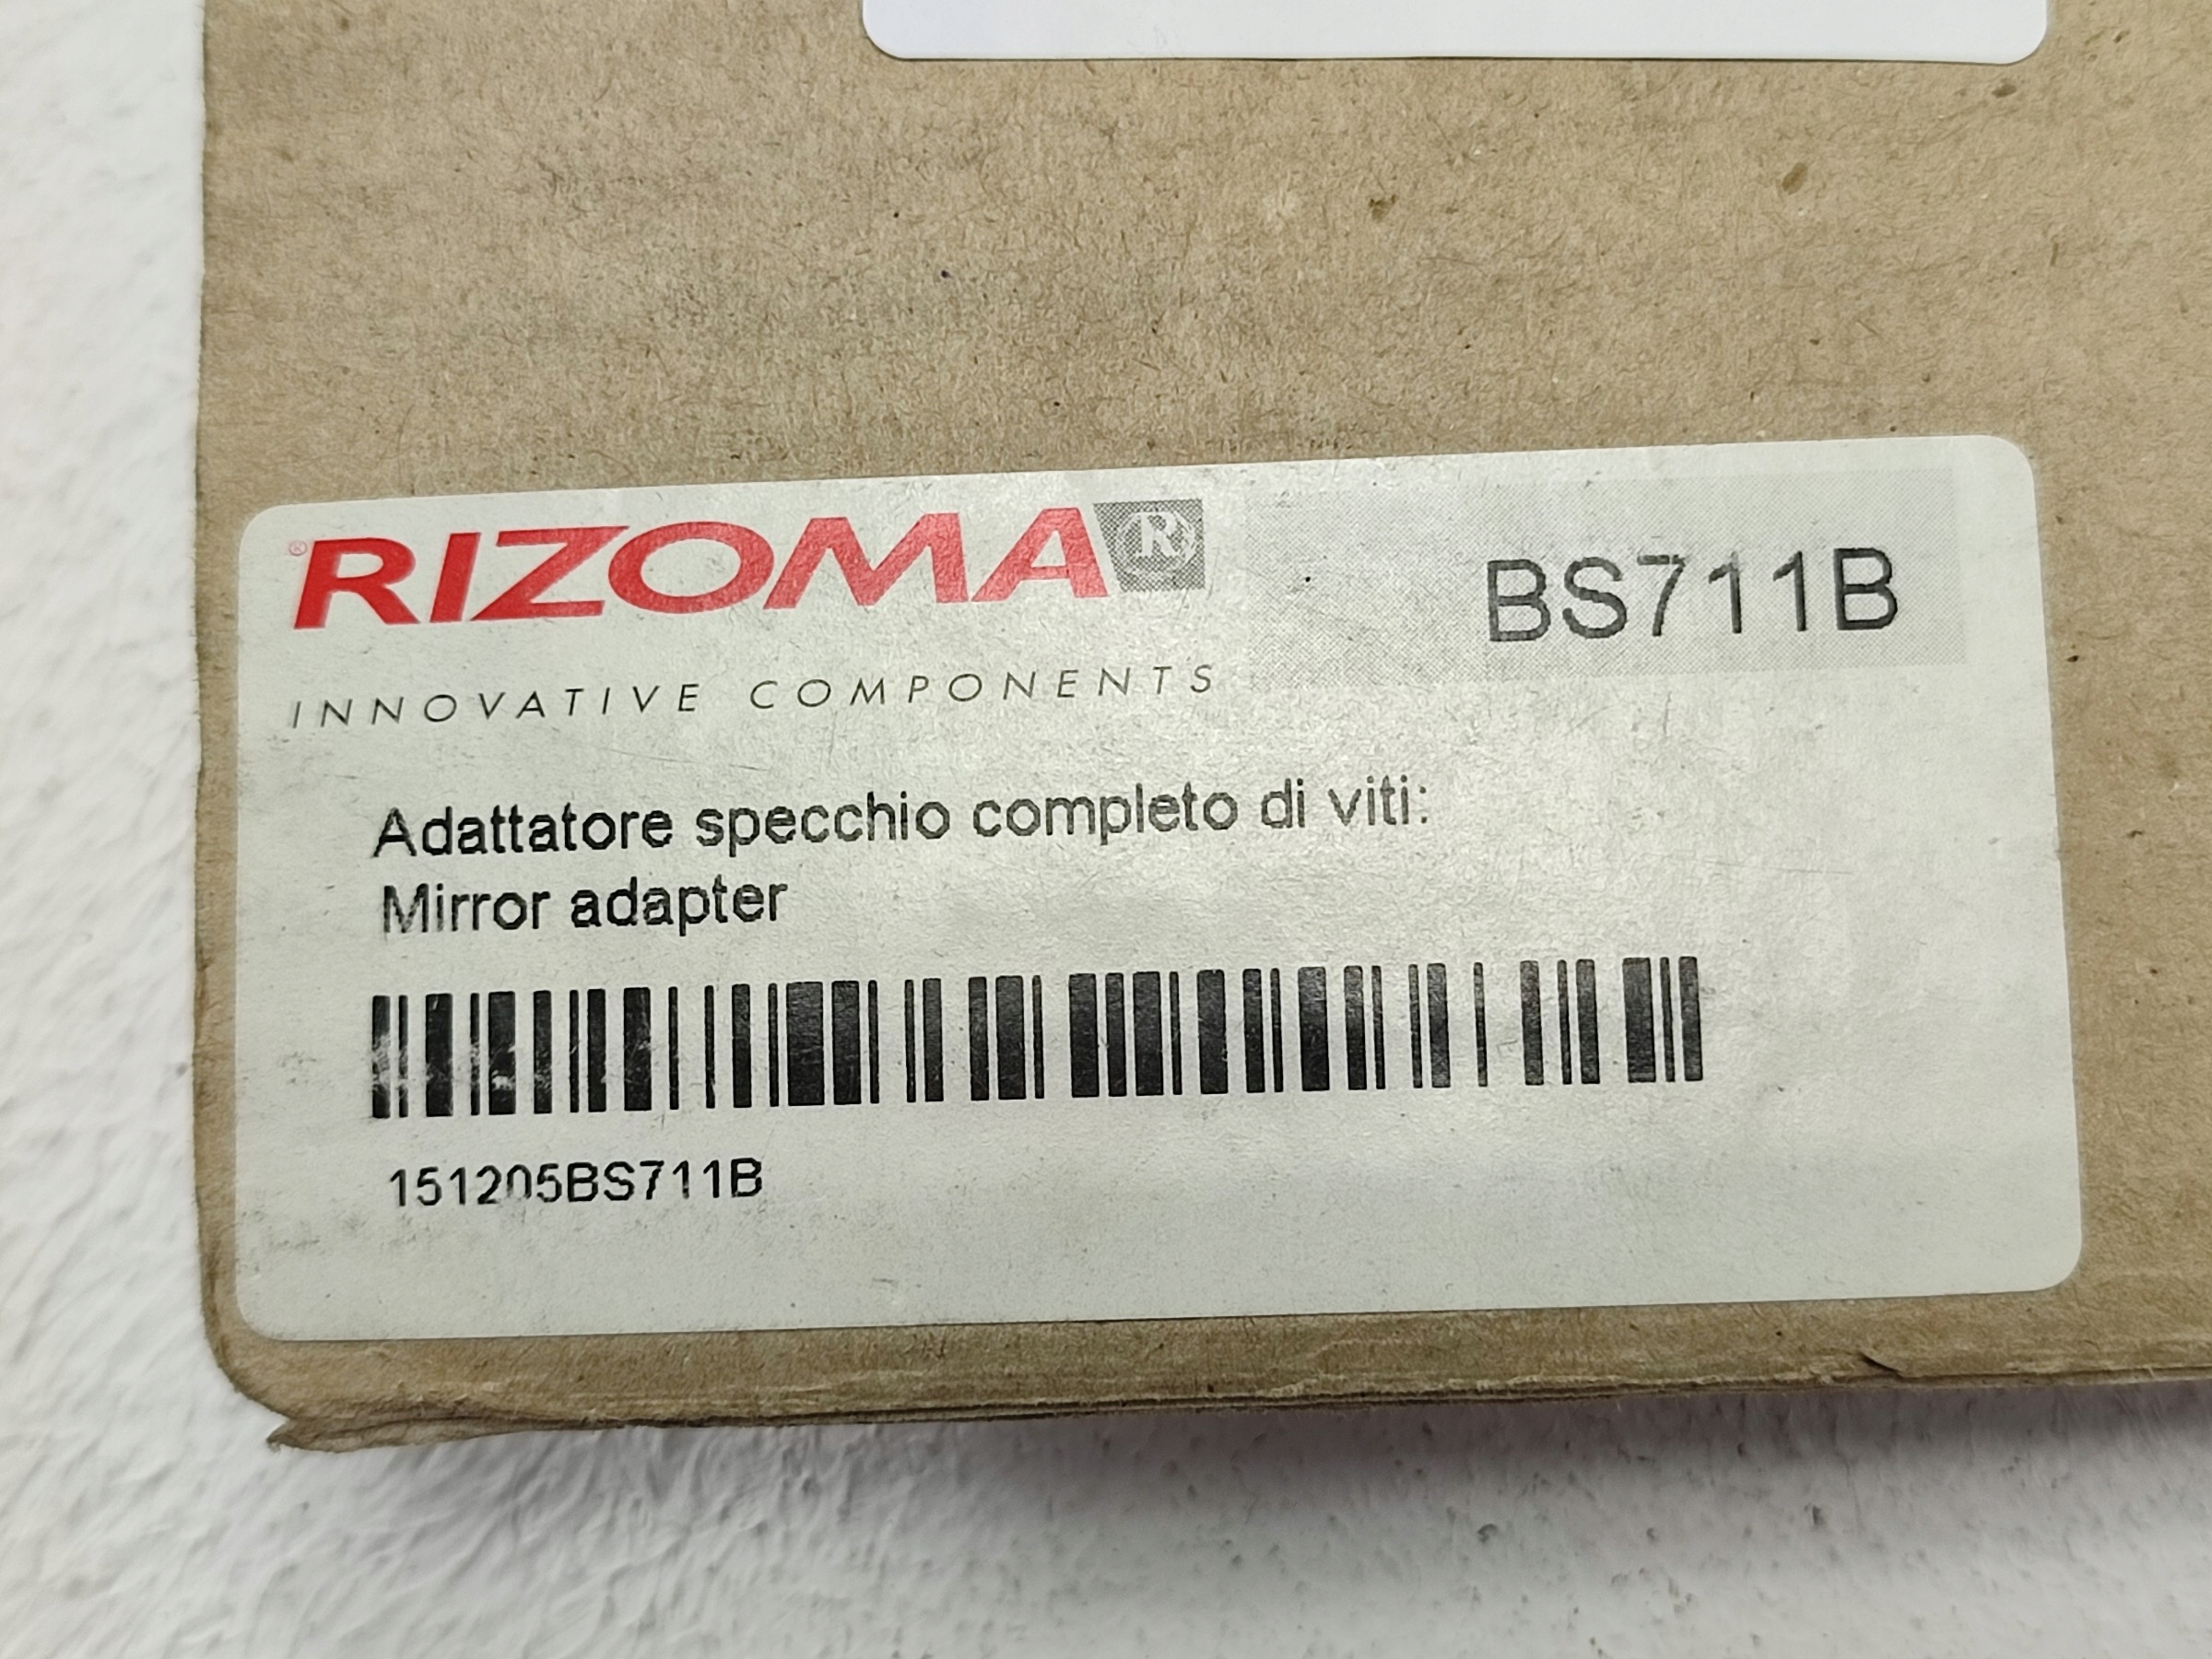 ® RIZOMA R
BS711B
INNOVATIVE COMPONENTS
Adattatore specchio completo di viti:
Mirror adapter
151205BS711B